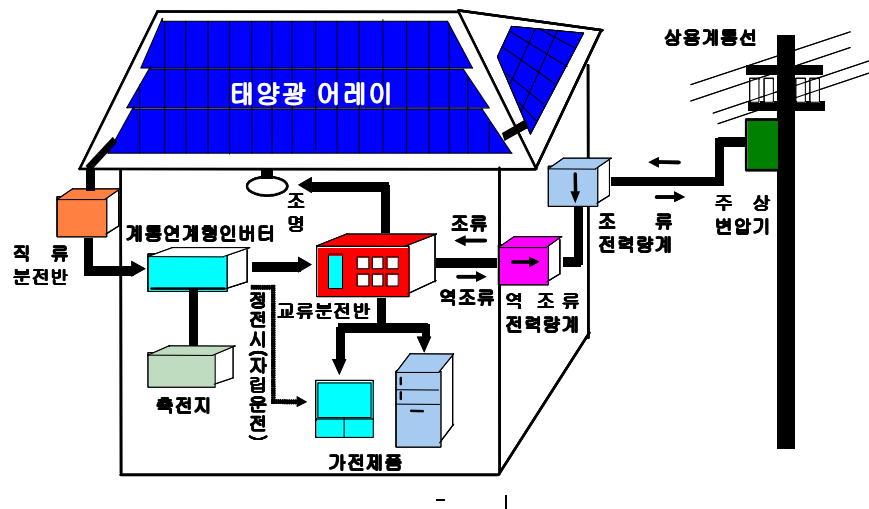 상용계통선
태양광 어레이
조
명
주 상
변압기
조 류
전력량계
계통연계형인버터
조류
직 류
분전반
역조류
역 조 류
전력량계
교류분전반
정전시(자립운전)
축전지
가전제품